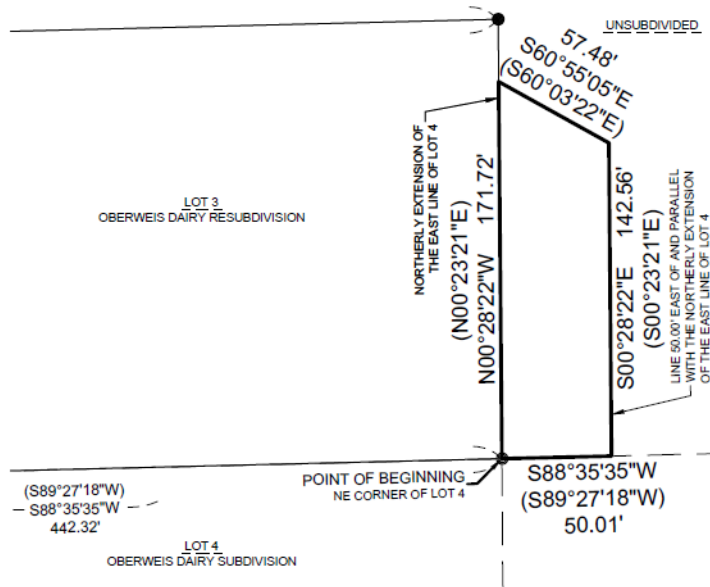 UNSUBDIVIDED
57.48'
S60°55'05"E
(S60°03'22"E)
NORTHERLY EXTENSION OF
THE EAST LINE OF LOT 4
(N00°23'21"E)
N00°28'22"W 171.72'
S00°28'22"E 142.56'
(S00°23'21"E)
LINE 50.00' EAST OF AND PARALLEL
WITH THE NORTHERLY EXTENSION
OF THE EAST LINE OF LOT 4
LOT 3
OBERWEIS DAIRY RESUBDIVISION
POINT OF BEGINNING
NE CORNER OF LOT 4
S88°35'35"W
(S89°27'18"W)
50.01'
(S89°27'18"W)
S88°35'35"W
442.32'
LOT 4
OBERWEIS DAIRY SUBDIVISION